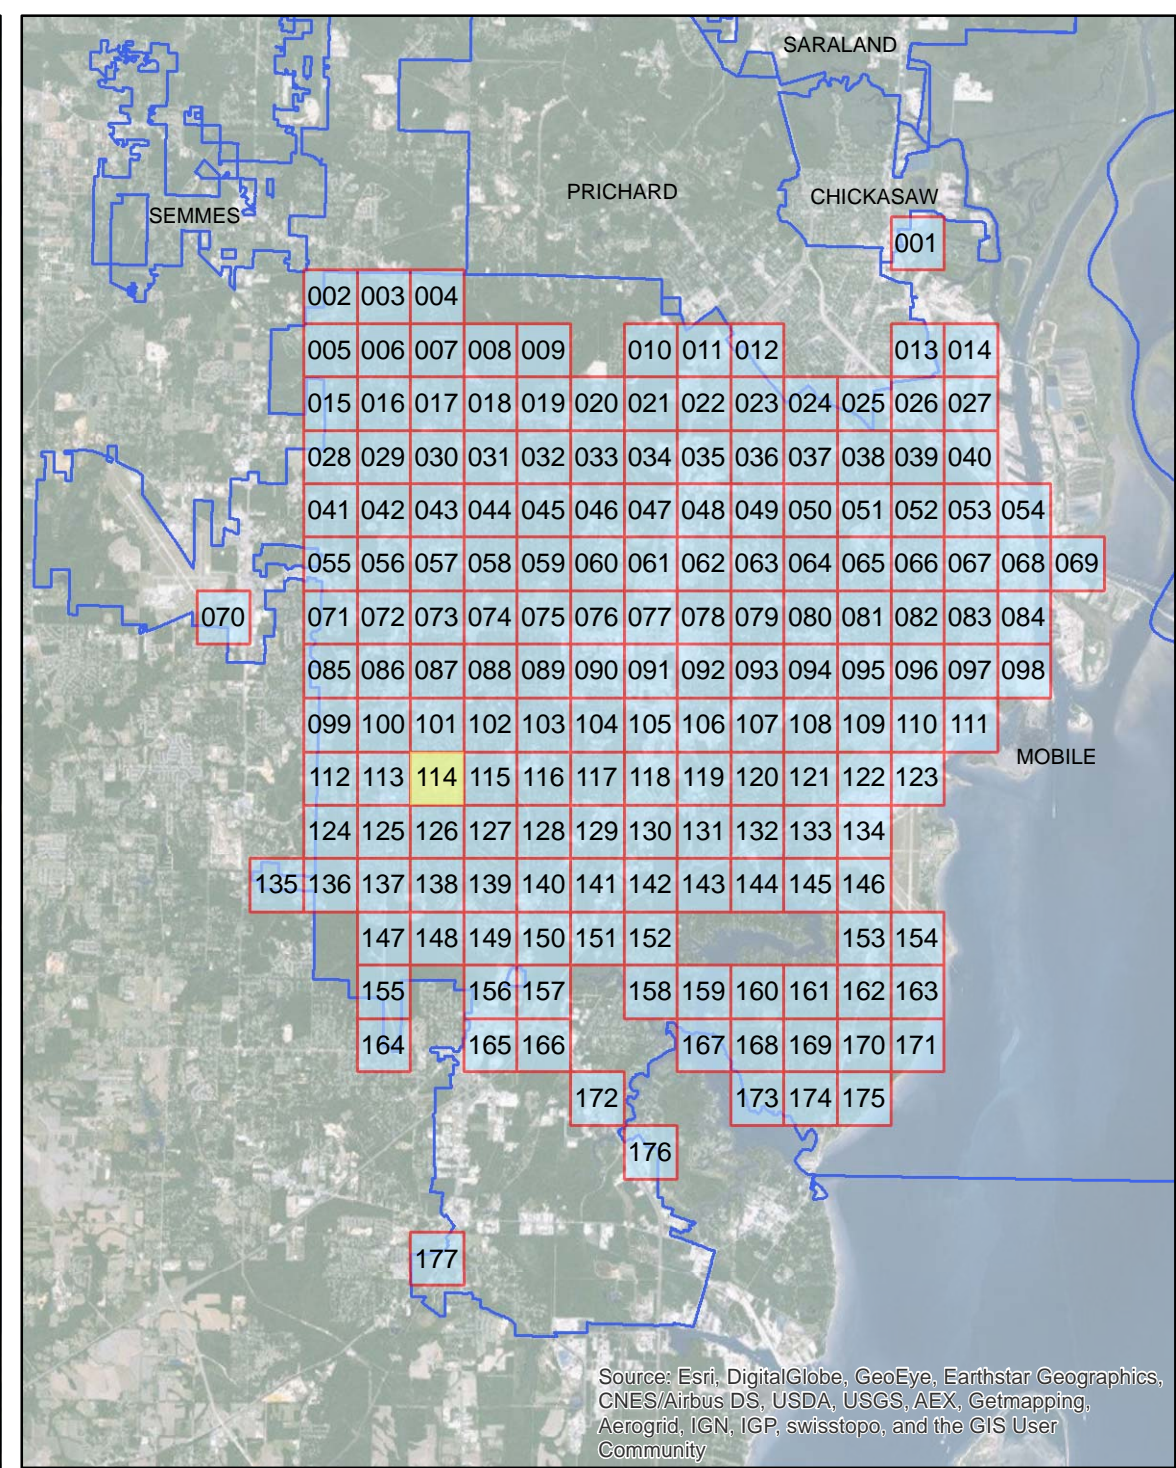 SARALAND
PRICHARD
CHICKASAW
SEMMES
001
002 003 004
005 006 007 008 009 010 011 012 013 014
015 016 017 018 019 020 021 022 023 024 025 026 027
028 029 030 031 032 033 034 035 036 037 038 039 040
041 042 043 044 045 046 047 048 049 050 051 052 053 054
055 056 057 058 059 060 061 062 063 064 065 066 067 068 069
070 071 072 073 074 075 076 077 078 079 080 081 082 083 084
085 086 087 088 089 090 091 092 093 094 095 096 097 098
099 100 101 102 103 104 105 106 107 108 109 110 111
MOBILE
112 113 114 115 116 117 118 119 120 121 122 123
124 125 126 127 128 129 130 131 132 133 134
135 136 137 138 139 140 141 142 143 144 145 146
147 148 149 150 151 152 153 154
155 156 157 158 159 160 161 162 163
164 165 166 167 168 169 170 171
172 173 174 175
176
177
Source: Esri, DigitalGlobe, GeoEye, Earthstar Geographics,
CNES/Airbus DS, USDA, USGS, AEX, Getmapping,
Aerogrid, IGN, IGP, swisstopo, and the GIS User
Community